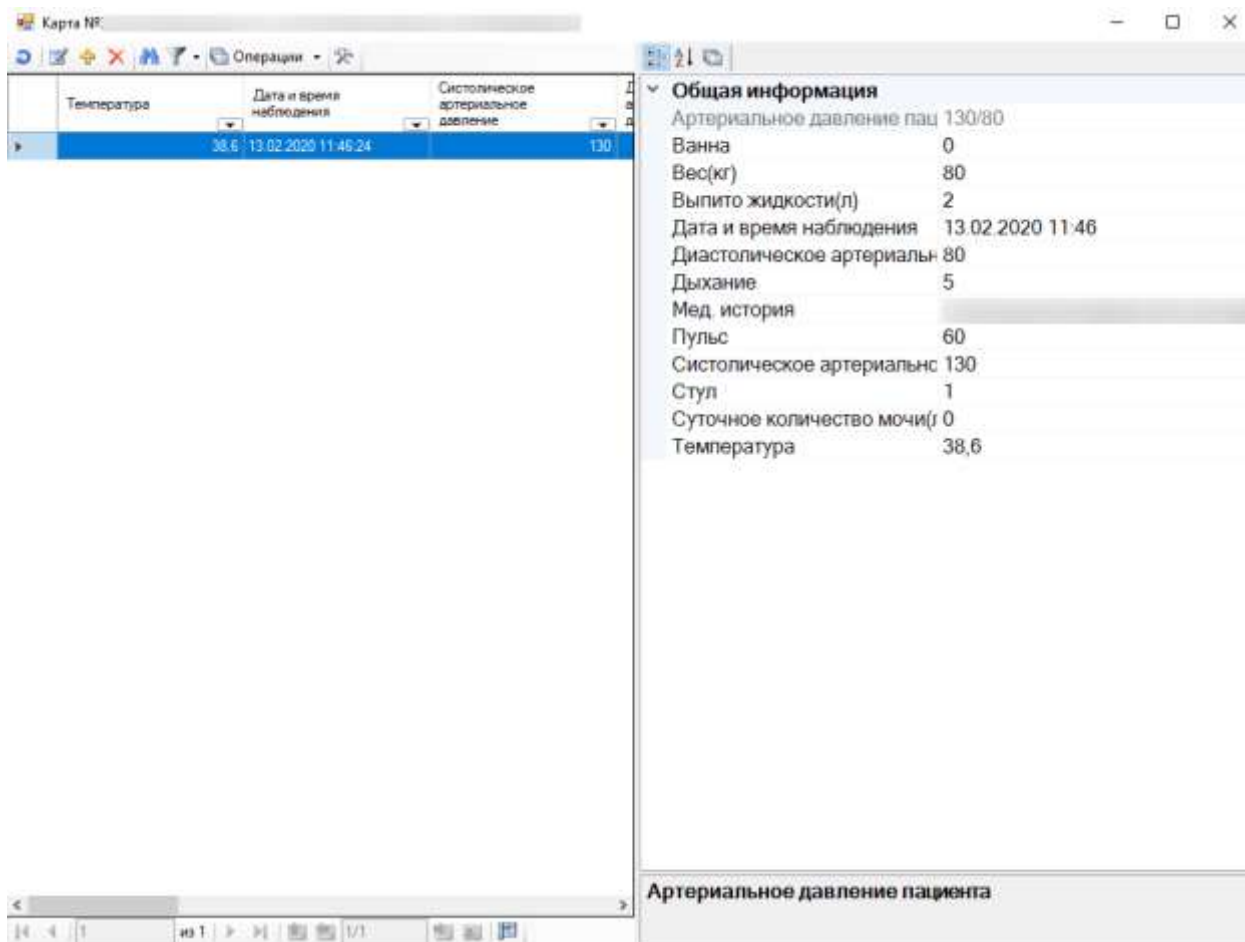 Карта №
Операции
Температура
Дата и время
наблюдения
Систолическое
артериальное
давление
38,6 13.02.2020 11:46:24 130
1 из 1 1/1
Общая информация
Артериальное давление пац 130/80
Ванна 0
Вес(кг) 80
Выпито жидкости(л) 2
Дата и время наблюдения 13.02.2020 11:46
Диастолическое артериальн 80
Дыхание 5
Мед. история
Пульс 60
Систолическое артериальнс 130
Стул 1
Суточное количество мочи(г 0
Температура 38,6
Артериальное давление пациента